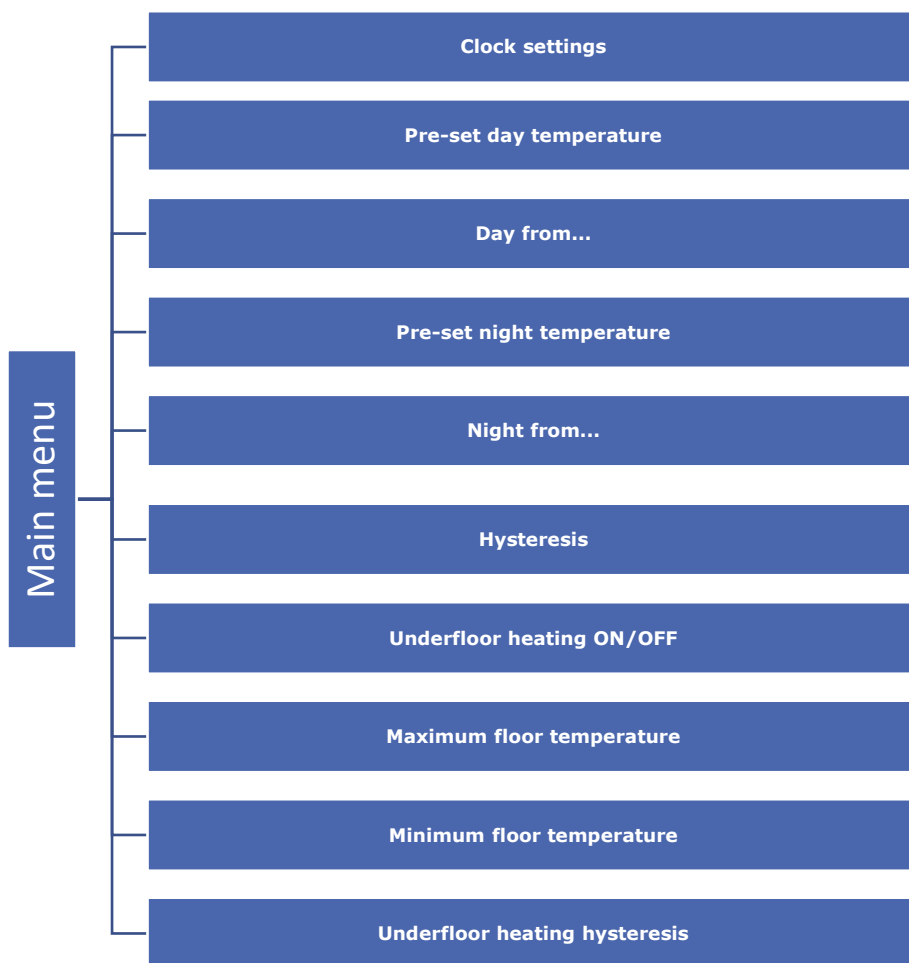 Main menu
Clock settings
Pre-set day temperature
Day from...
Pre-set night temperature
Night from...
Hysteresis
Underfloor heating ON/OFF
Maximum floor temperature
Minimum floor temperature
Underfloor heating hysteresis